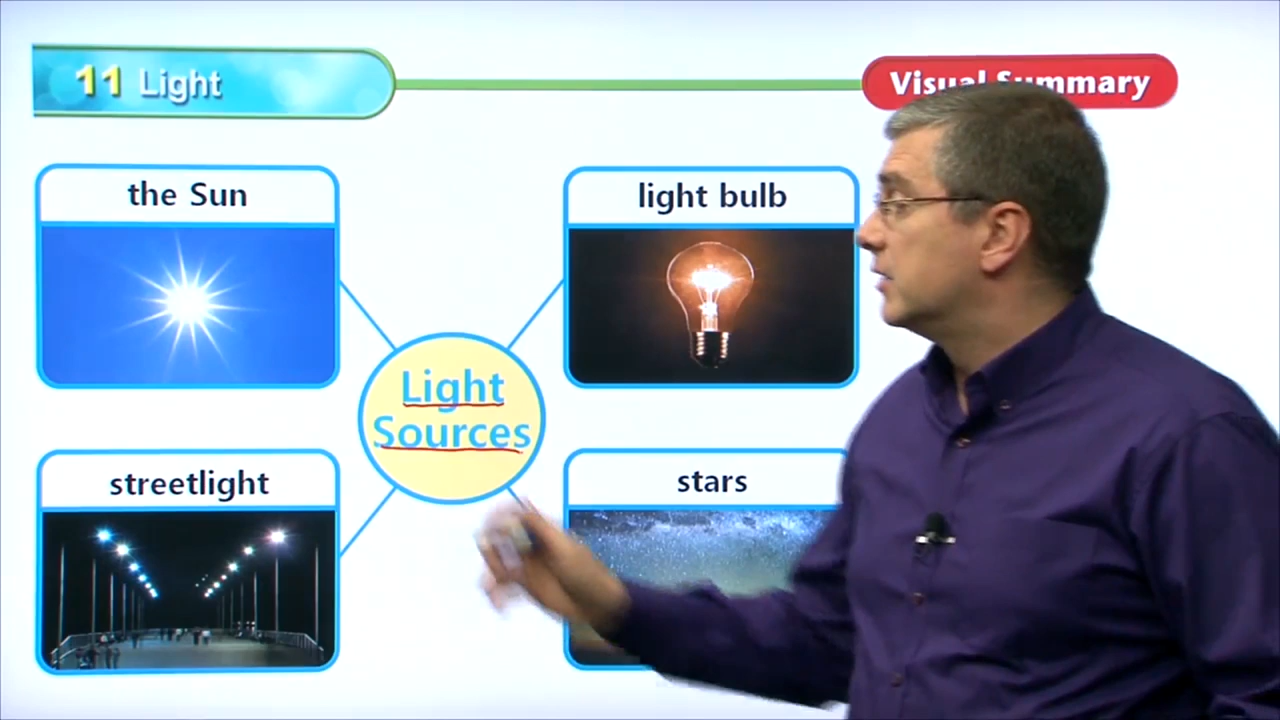 11 Light
Visual Summary
the Sun
light bulb
Light
Sources
streetlight
stars